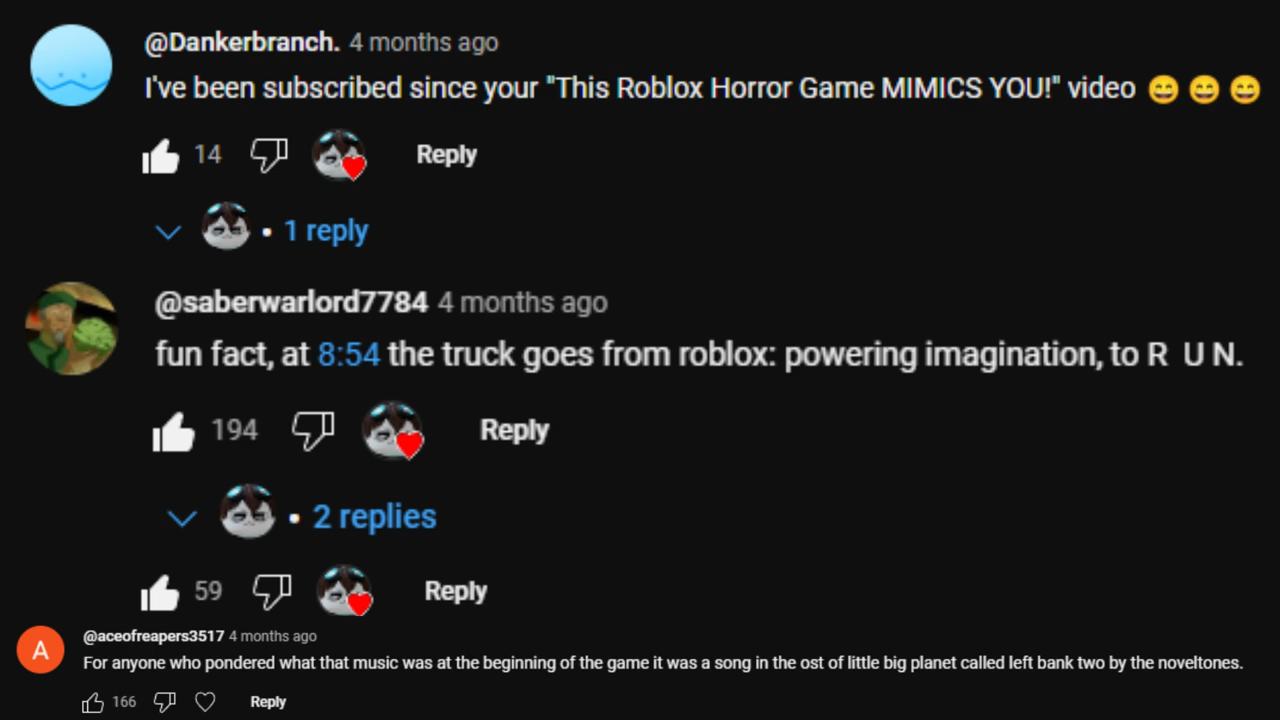 @Dankerbranch. 4 months ago
I've been subscribed since your "This Roblox Horror Game MIMICS YOU!" video 😄 😄 😄
14 Reply
• 1 reply
@saberwarlord7784 4 months ago
fun fact, at 8:54 the truck goes from roblox: powering imagination, to R  U N.
194 Reply
• 2 replies
59 Reply
A
@aceofreapers3517 4 months ago
For anyone who pondered what that music was at the beginning of the game it was a song in the ost of little big planet called left bank two by the noveltones.
166 Reply